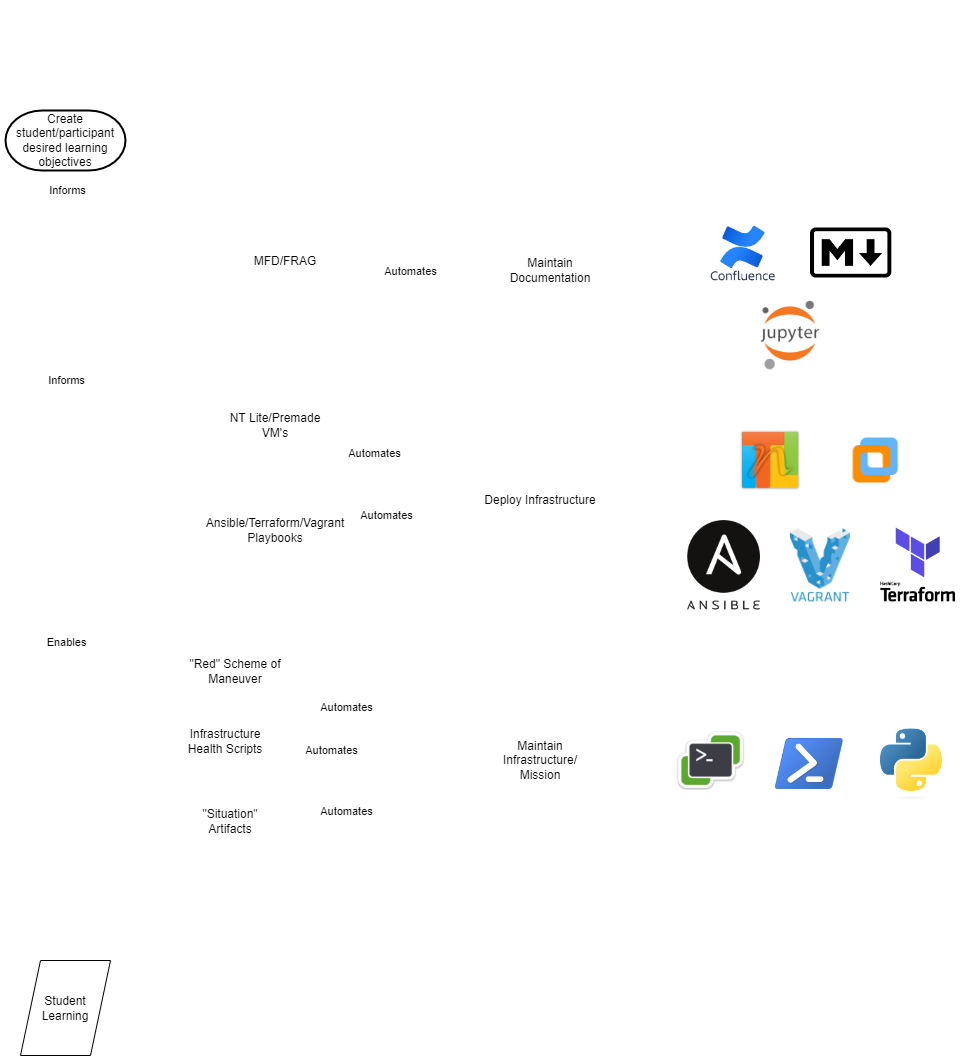 Create
student/participant
desired learning
objectives
Informs
MFD/FRAG
Automates
Maintain
Documentation
Confluence
M
jupyter
Informs
NT Lite/Premade
VM's
Automates
n
Deploy Infrastructure
Ansible/Terraform/Vagrant
Playbooks
Automates
A
ANSIBLE
V
VAGRANT
HashiCorp
Terraform
Enables
"Red" Scheme of
Maneuver
Automates
Infrastructure
Health Scripts
Automates
Maintain
Infrastructure/
Mission
>_
"Situation"
Artifacts
Automates
Student
Learning